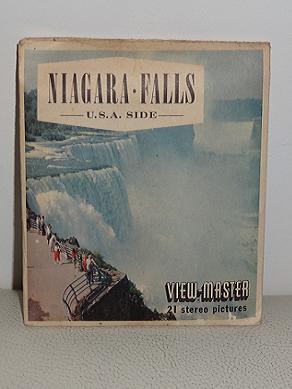 NIAGARA · FALLS
U.S.A. SIDE
VIEW-MASTER
21 stereo pictures